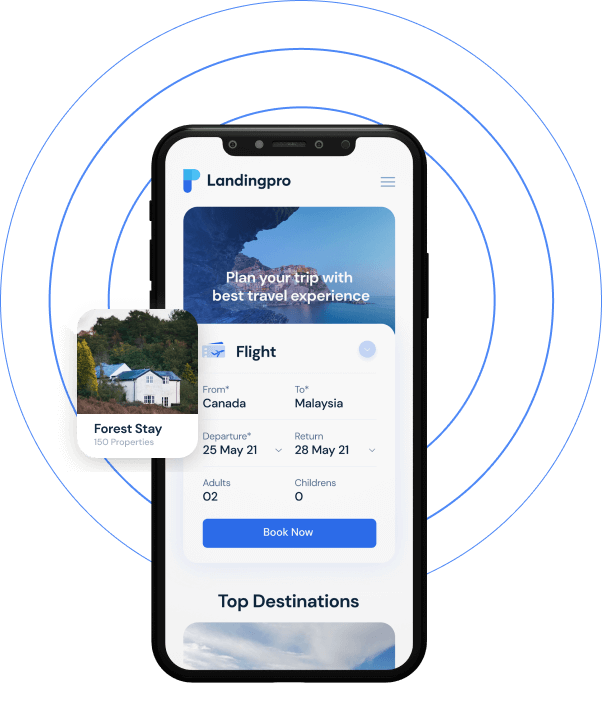 Landingpro
Plan your trip with
best travel experience
Flight
From*
To*
Canada
Malaysia
Departure*
Return
25 May 21
28 May 21
Adults
Childrens
02
0
Book Now
Forest Stay
150 Properties
Top Destinations